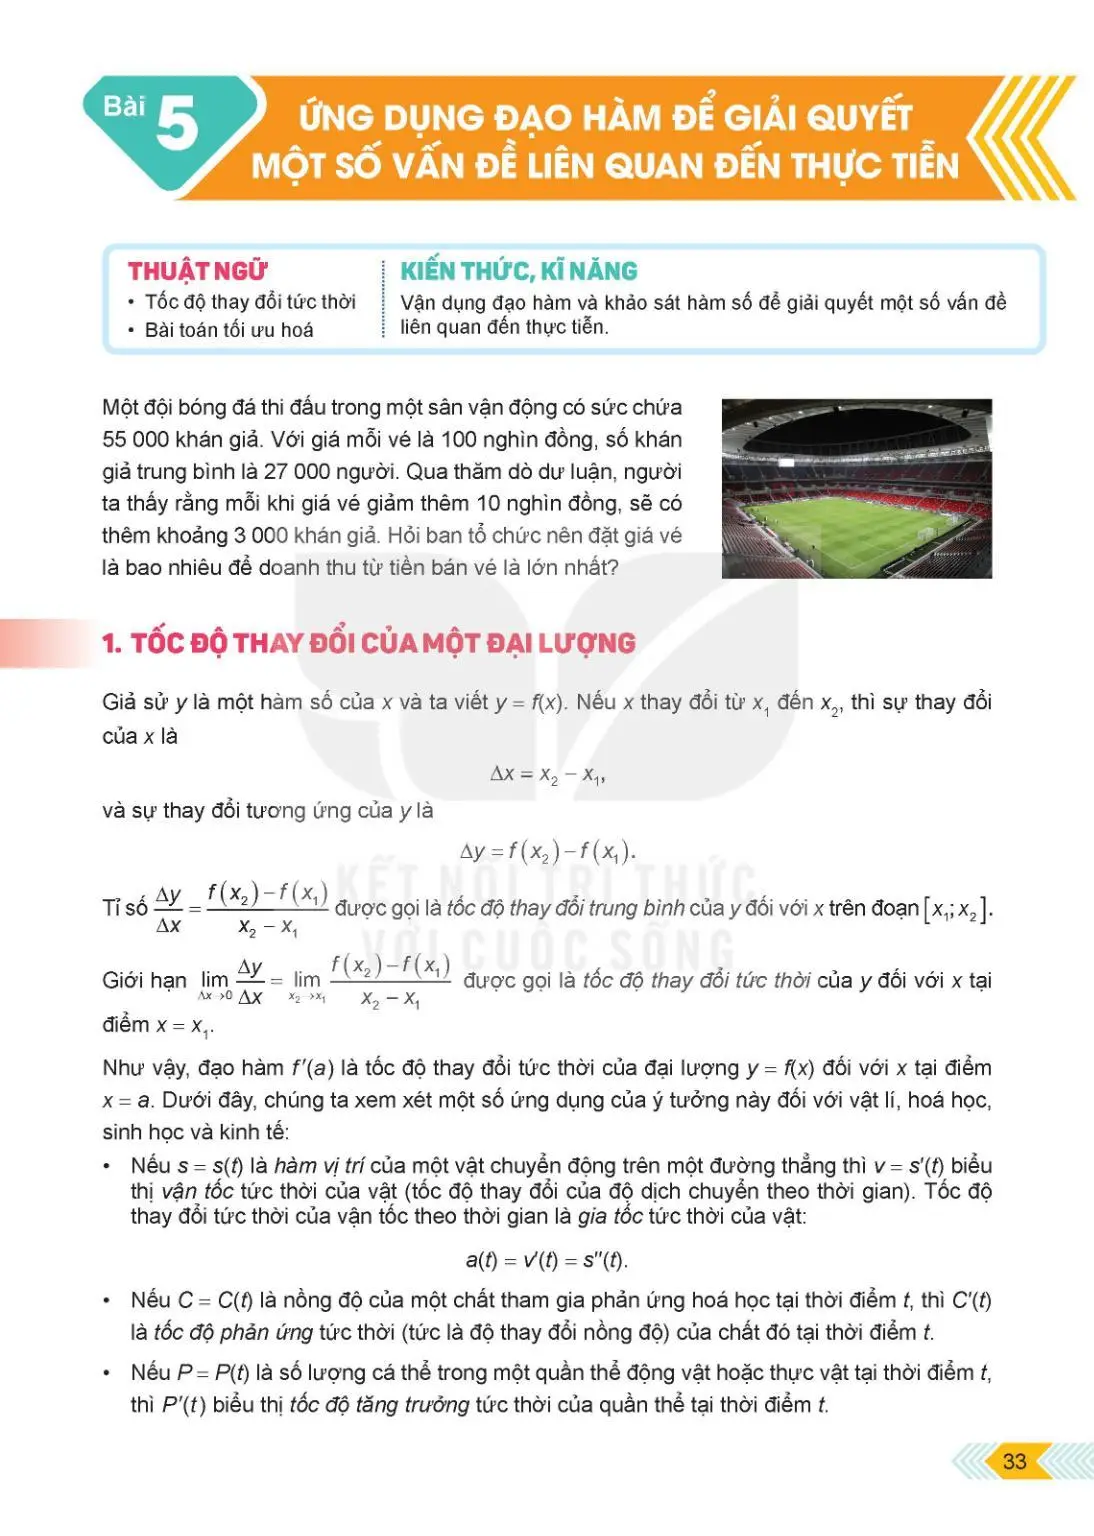 Bài 5
ỨNG DỤNG ĐẠO HÀM ĐỂ GIẢI QUYẾT
MỘT SỐ VẤN ĐỀ LIÊN QUAN ĐẾN THỰC TIỄN
THUẬT NGỮ
• Tốc độ thay đổi tức thời
• Bài toán tối ưu hoá
KIẾN THỨC, KĨ NĂNG
Vận dụng đạo hàm và khảo sát hàm số để giải quyết một số vấn đề
liên quan đến thực tiễn.
Một đội bóng đá thi đấu trong một sân vận động có sức chứa
55 000 khán giả. Với giá mỗi vé là 100 nghìn đồng, số khán
giả trung bình là 27 000 người. Qua thăm dò dư luận, người
ta thấy rằng mỗi khi giá vé giảm thêm 10 nghìn đồng, sẽ có
thêm khoảng 3 000 khán giả. Hỏi ban tổ chức nên đặt giá vé
là bao nhiêu để doanh thu từ tiền bán vé là lớn nhất?
1. TỐC ĐỘ THAY ĐỔI CỦA MỘT ĐẠI LƯỢNG
Giả sử y là một hàm số của x và ta viết y = f(x). Nếu x thay đổi từ x₁ đến x₂, thì sự thay đổi
của x là
Δx = x₂ − x₁,
và sự thay đổi tương ứng của y là
Δy = f(x₂) − f(x₁).
Tỉ số Δy/Δx = (f(x₂) − f(x₁))/(x₂ − x₁) được gọi là tốc độ thay đổi trung bình của y đối với x trên đoạn [x₁; x₂].
Giới hạn lim_{Δx→0} Δy/Δx = lim_{x₂→x₁} (f(x₂) − f(x₁))/(x₂ − x₁) được gọi là tốc độ thay đổi tức thời của y đối với x tại
điểm x = x₁.
Như vậy, đạo hàm f′(a) là tốc độ thay đổi tức thời của đại lượng y = f(x) đối với x tại điểm
x = a. Dưới đây, chúng ta xem xét một số ứng dụng của ý tưởng này đối với vật lí, hoá học,
sinh học và kinh tế:
• Nếu s = s(t) là hàm vị trí của một vật chuyển động trên một đường thẳng thì v = s′(t) biểu
thị vận tốc tức thời của vật (tốc độ thay đổi của độ dịch chuyển theo thời gian). Tốc độ
thay đổi tức thời của vận tốc theo thời gian là gia tốc tức thời của vật:
a(t) = v′(t) = s″(t).
• Nếu C = C(t) là nồng độ của một chất tham gia phản ứng hoá học tại thời điểm t, thì C′(t)
là tốc độ phản ứng tức thời (tức là độ thay đổi nồng độ) của chất đó tại thời điểm t.
• Nếu P = P(t) là số lượng cá thể trong một quần thể động vật hoặc thực vật tại thời điểm t,
thì P′(t) biểu thị tốc độ tăng trưởng tức thời của quần thể tại thời điểm t.
KẾT NỐI TRI THỨC
VỚI CUỘC SỐNG
33